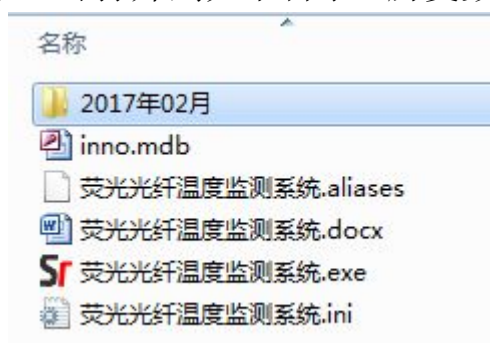 名称
2017年02月
inno.mdb
荧光光纤温度监测系统.aliases
荧光光纤温度监测系统.docx
Sr 荧光光纤温度监测系统.exe
荧光光纤温度监测系统.ini